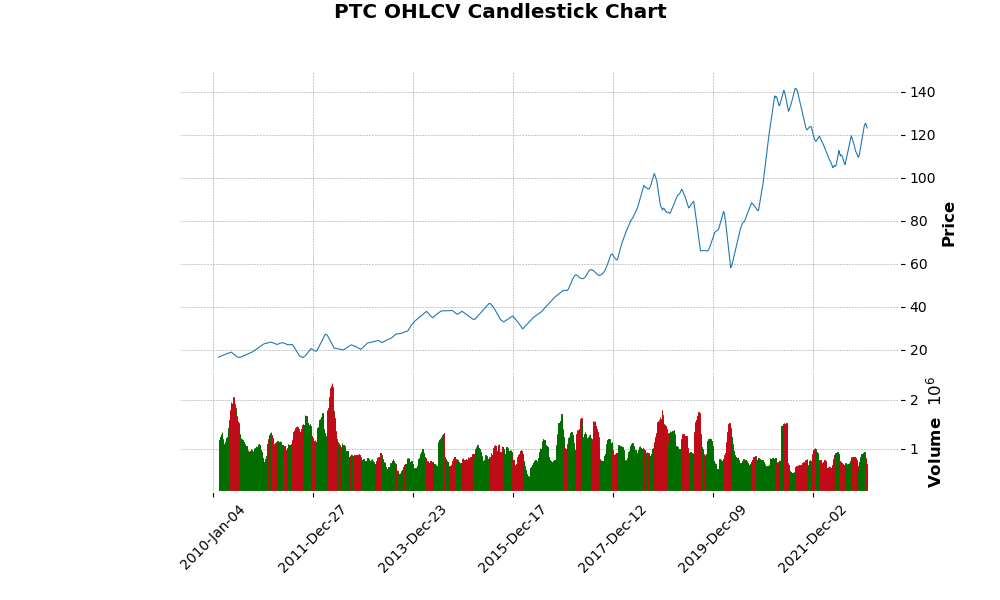 PTC OHLCV Candlestick Chart
140
120
100
80
60
40
20
Price
2
1
Volume 10^6
2010-Jan-04
2011-Dec-27
2013-Dec-23
2015-Dec-17
2017-Dec-12
2019-Dec-09
2021-Dec-02